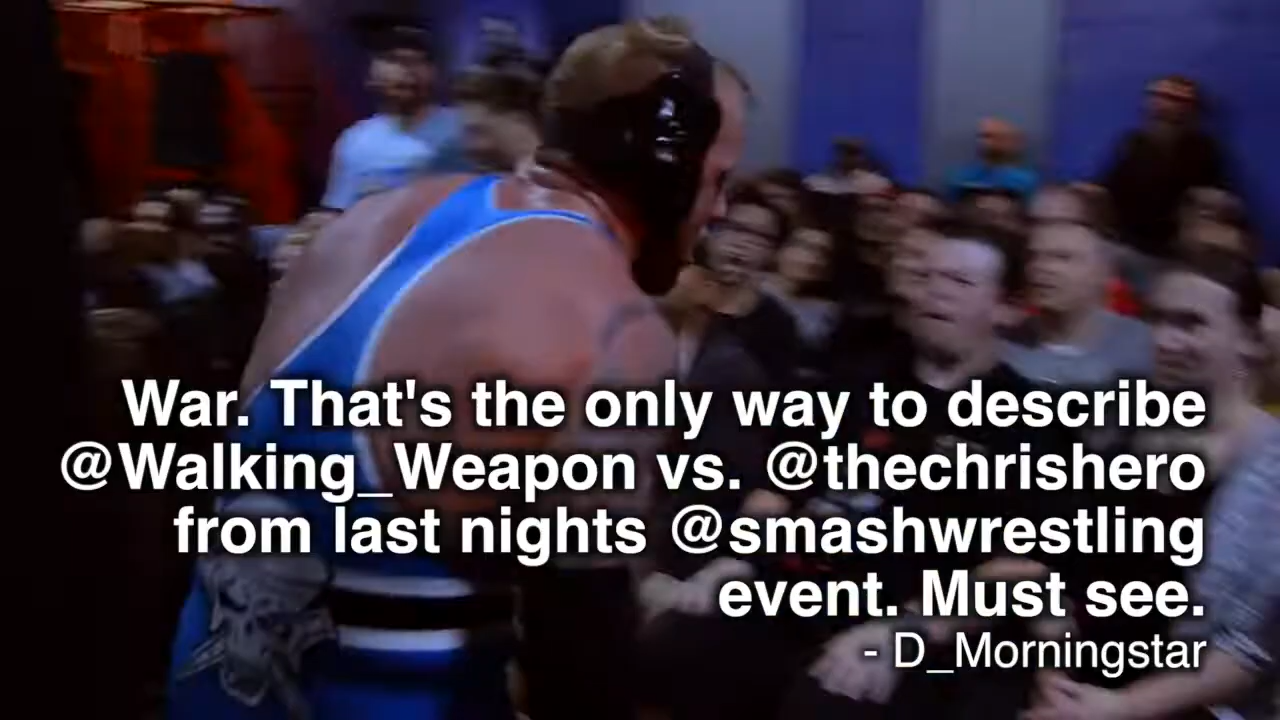 War. That's the only way to describe
@Walking_Weapon vs. @thechrishero
from last nights @smashwrestling
event. Must see.
- D_Morningstar